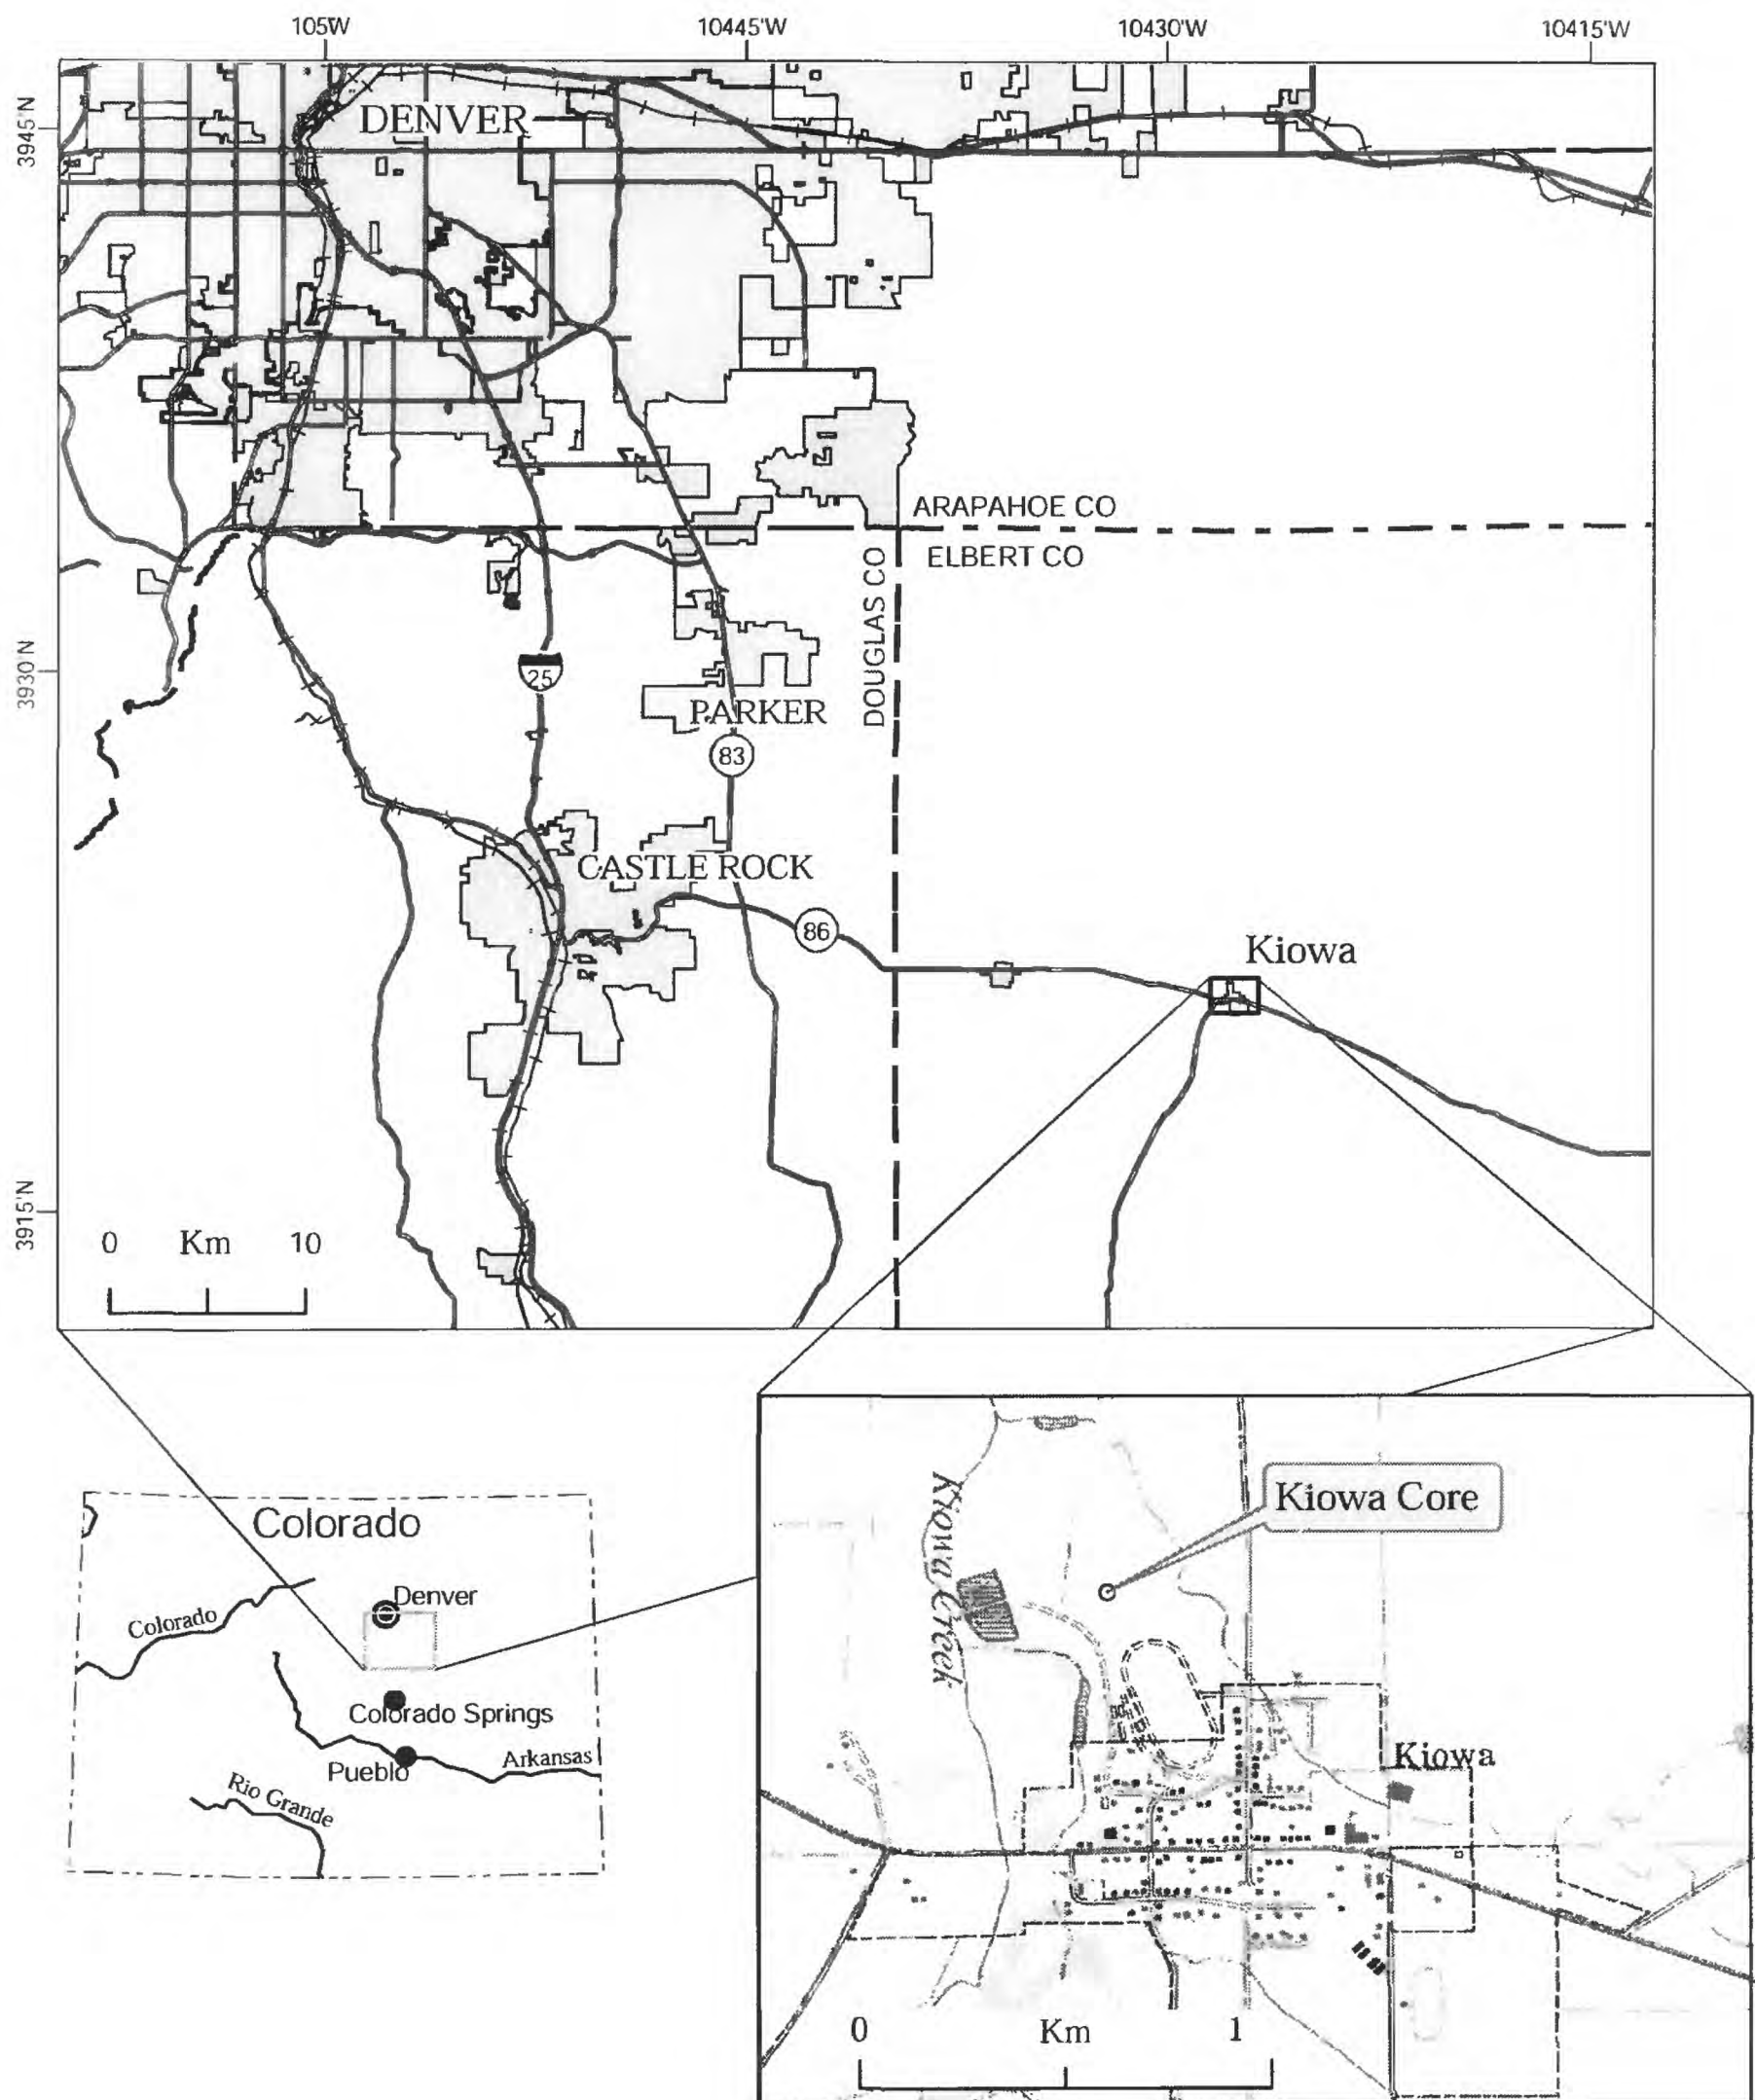 105W
10445'W
10430'W
10415'W
3945'N
DENVER
ARAPAHOE CO
ELBERT CO
DOUGLAS CO
3930'N
25
PARKER
83
CASTLE ROCK
86
Kiowa
3915'N
0 Km 10
Kiowa Core
Kiowa Creek
Colorado
Denver
Colorado
Colorado Springs
Pueblo
Arkansas
Rio Grande
Kiowa
0 Km 1